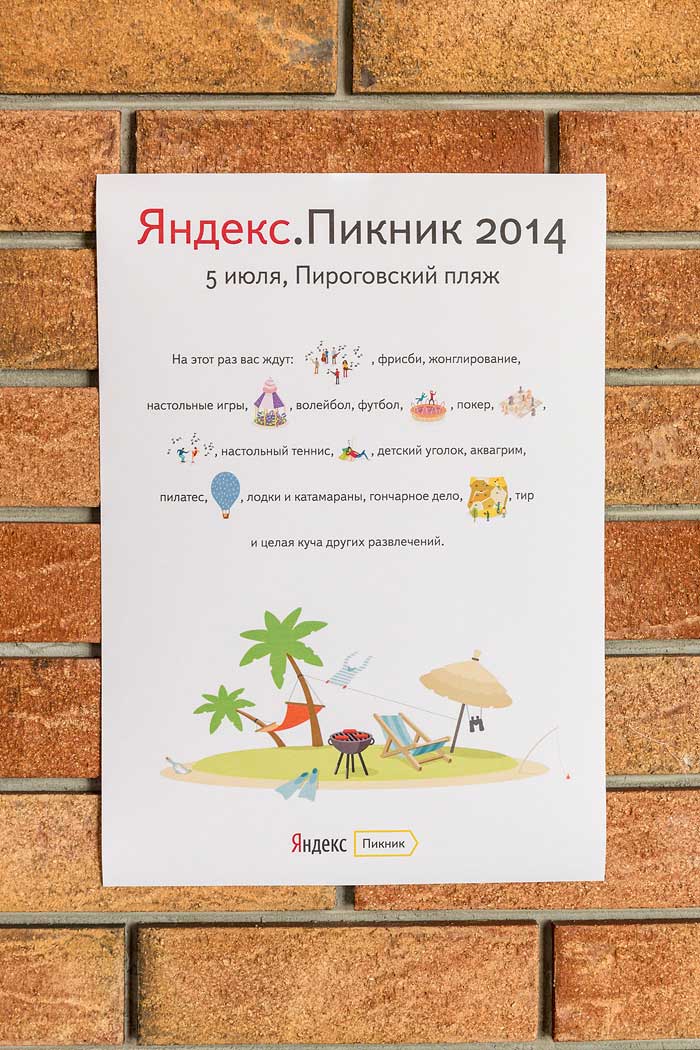 Яндекс.Пикник 2014
5 июля, Пироговский пляж
На этот раз вас ждут: , фрисби, жонглирование,
настольные игры, , волейбол, футбол, , покер, ,
, настольный теннис, , детский уголок, аквагрим,
пилатес, , лодки и катамараны, гончарное дело, , тир
и целая куча других развлечений.
Яндекс Пикник